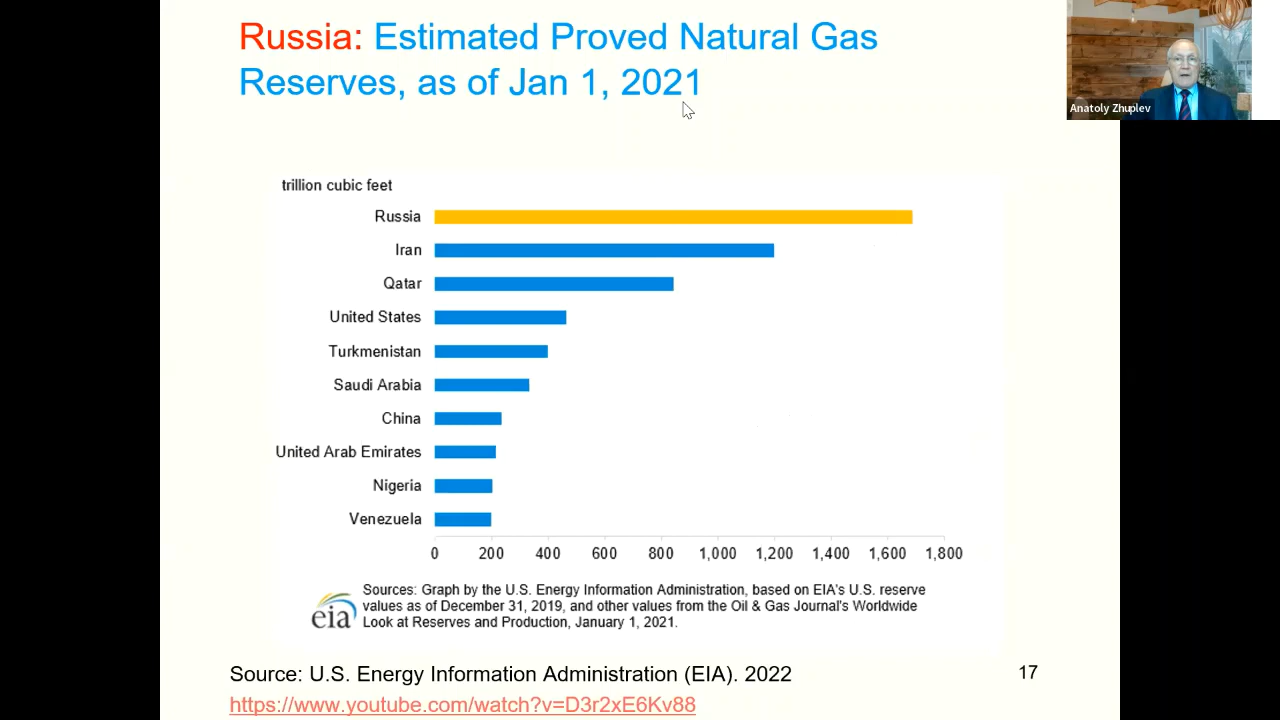 Russia: Estimated Proved Natural Gas
Reserves, as of Jan 1, 2021
Anatoly Zhuplev
trillion cubic feet
Russia
Iran
Qatar
United States
Turkmenistan
Saudi Arabia
China
United Arab Emirates
Nigeria
Venezuela
0 200 400 600 800 1,000 1,200 1,400 1,600 1,800
eia
Sources: Graph by the U.S. Energy Information Administration, based on EIA's U.S. reserve
values as of December 31, 2019, and other values from the Oil & Gas Journal's Worldwide
Look at Reserves and Production, January 1, 2021.
Source: U.S. Energy Information Administration (EIA). 2022
17
https://www.youtube.com/watch?v=D3r2xE6Kv88